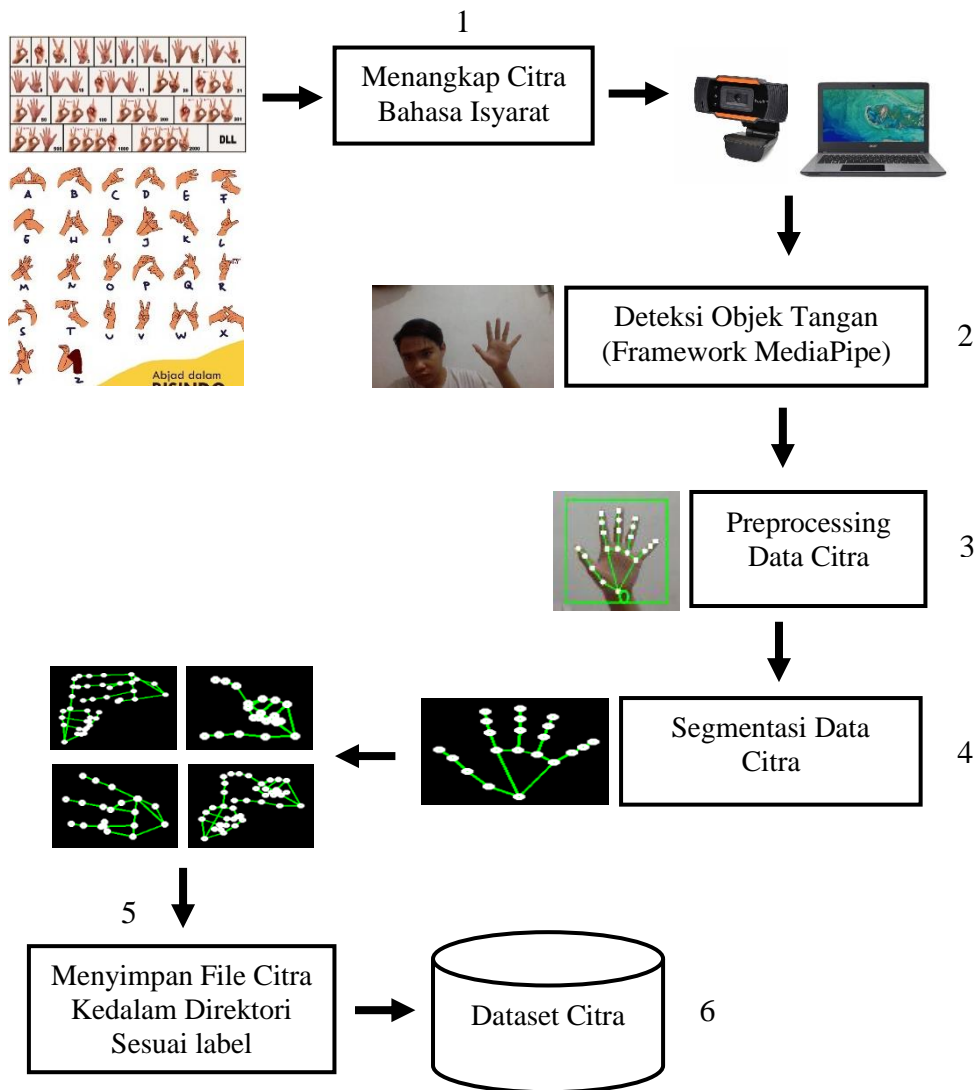 1
Menangkap Citra
Bahasa Isyarat
DLL
A B C D E F
G H I J K L
M N O P Q R
S T U V W X
Y Z
Abjad dalam
BISINDO
Deteksi Objek Tangan
(Framework MediaPipe)
2
Preprocessing
Data Citra
3
Segmentasi Data
Citra
4
5
Menyimpan File Citra
Kedalam Direktori
Sesuai label
Dataset Citra
6